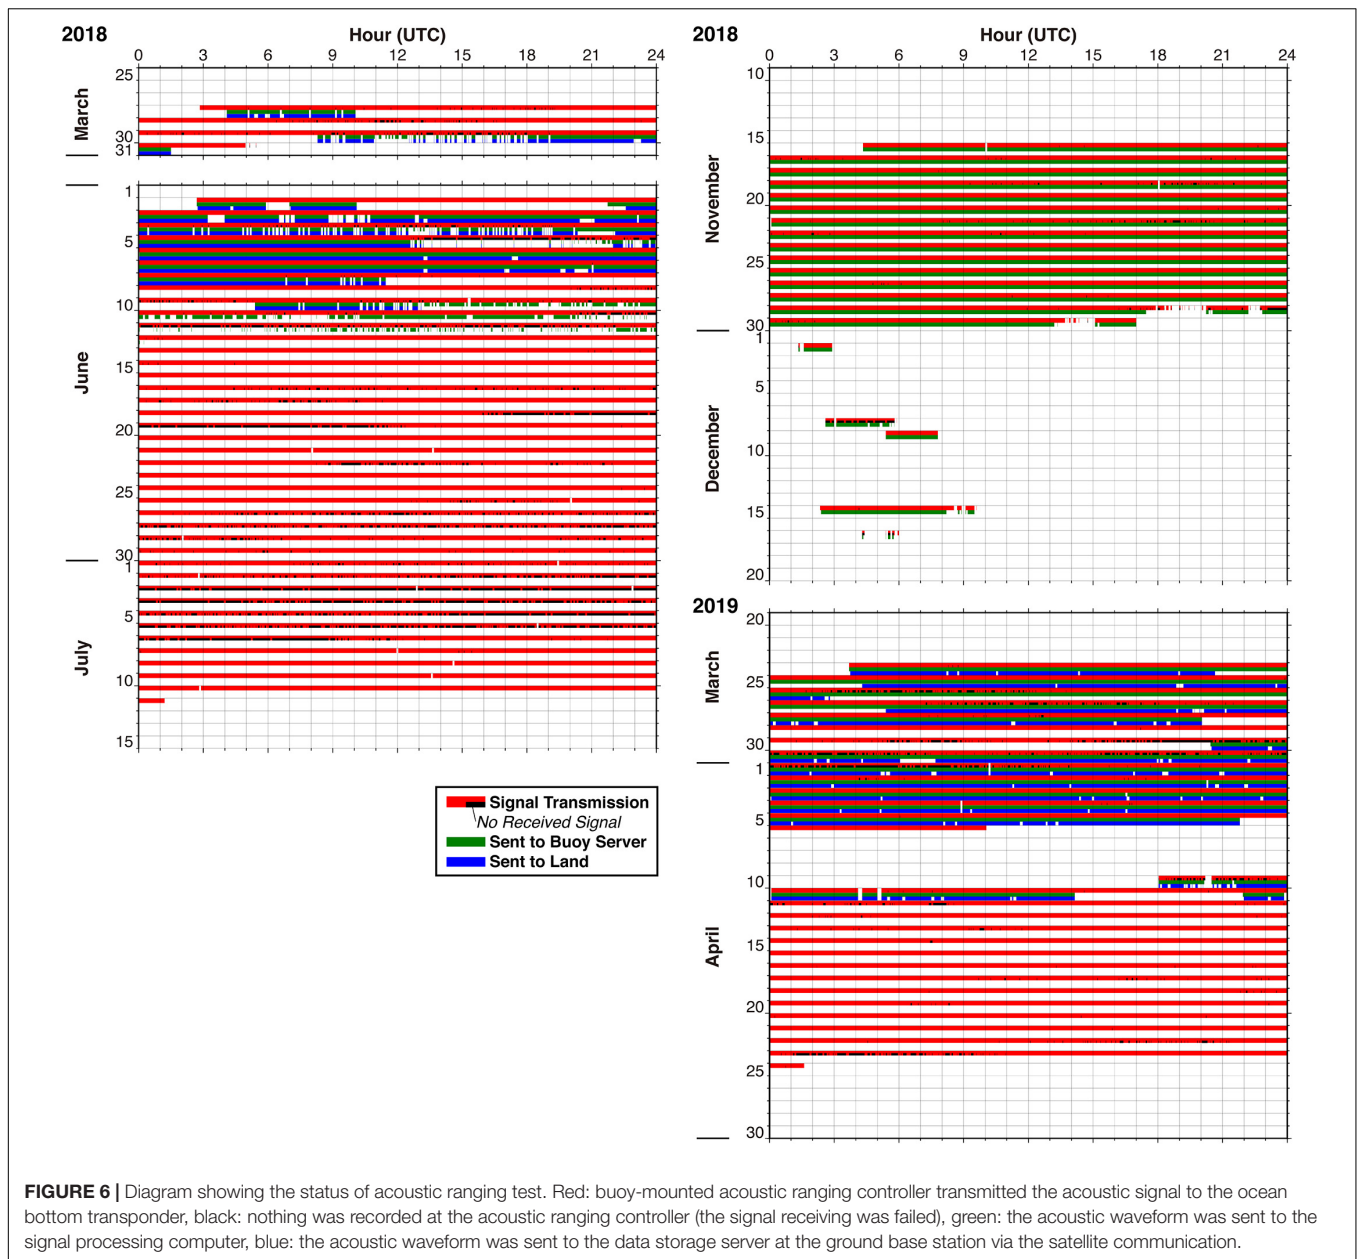 2018
Hour (UTC)
0 3 6 9 12 15 18 21 24
25
30
31
March
1
5
10
15
20
25
30
June
1
5
10
15
July
Signal Transmission
No Received Signal
Sent to Buoy Server
Sent to Land
2018
Hour (UTC)
0 3 6 9 12 15 18 21 24
10
15
20
25
30
November
1
5
10
15
20
December
2019
20
25
30
March
1
5
10
15
20
25
30
April
FIGURE 6 | Diagram showing the status of acoustic ranging test. Red: buoy-mounted acoustic ranging controller transmitted the acoustic signal to the ocean
bottom transponder, black: nothing was recorded at the acoustic ranging controller (the signal receiving was failed), green: the acoustic waveform was sent to the
signal processing computer, blue: the acoustic waveform was sent to the data storage server at the ground base station via the satellite communication.